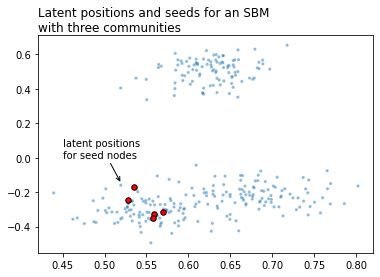 Latent positions and seeds for an SBM
with three communities
0.6
0.4
0.2
latent positions
for seed nodes
0.0
−0.2
−0.4
0.45 0.50 0.55 0.60 0.65 0.70 0.75 0.80